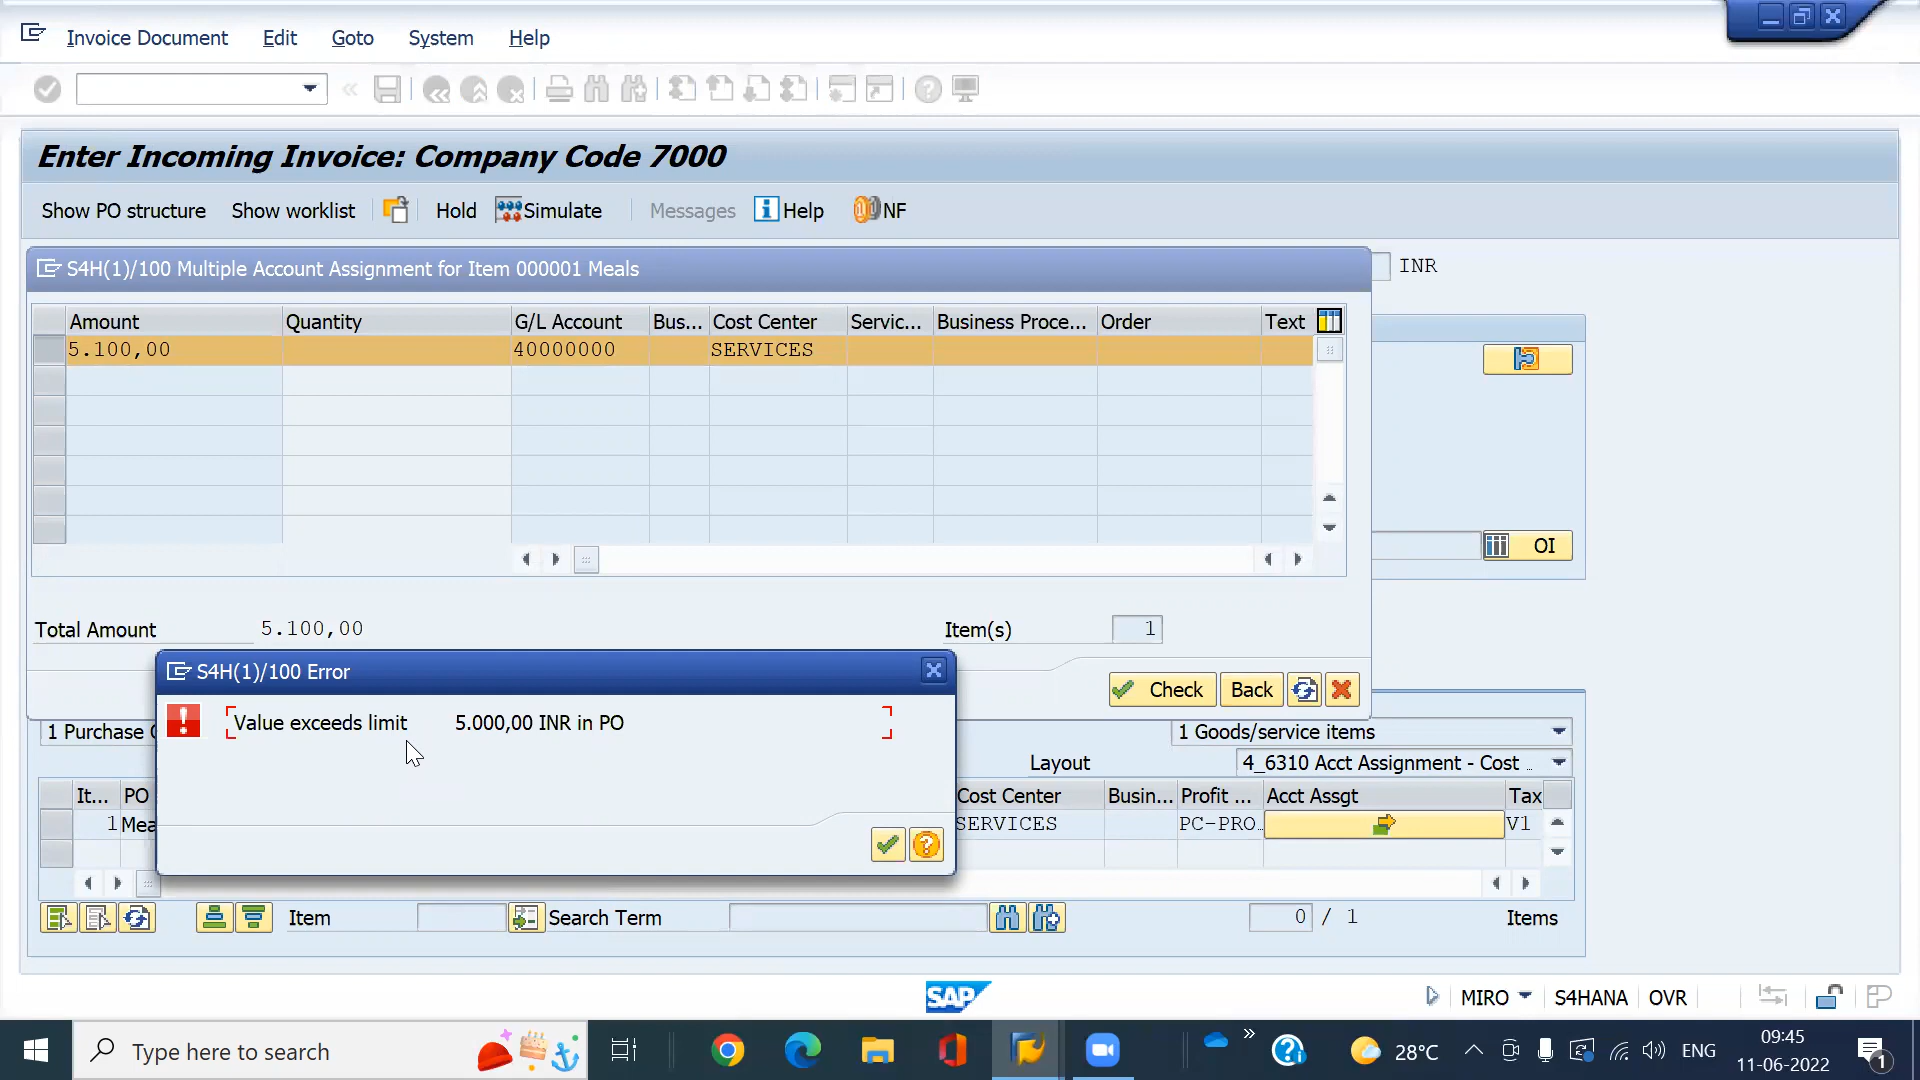 Invoice Document Edit Goto System Help
Enter Incoming Invoice: Company Code 7000
Show PO structure Show worklist Hold Simulate Messages Help NF
S4H(1)/100 Multiple Account Assignment for Item 000001 Meals
INR
Amount Quantity G/L Account Bus... Cost Center Servic... Business Proce... Order Text
5.100,00 40000000 SERVICES
OI
Total Amount 5.100,00 Item(s) 1
S4H(1)/100 Error
Check Back
Value exceeds limit 5.000,00 INR in PO
1 Purchase 1 Goods/service items
Layout 4_6310 Acct Assignment - Cost ...
It... PO Cost Center Busin... Profit ... Acct Assgt Tax
1 Mea SERVICES PC-PRO... V1
Item Search Term 0 / 1 Items
SAP MIRO S4HANA OVR
Type here to search 28°C ENG 09:45
11-06-2022
1